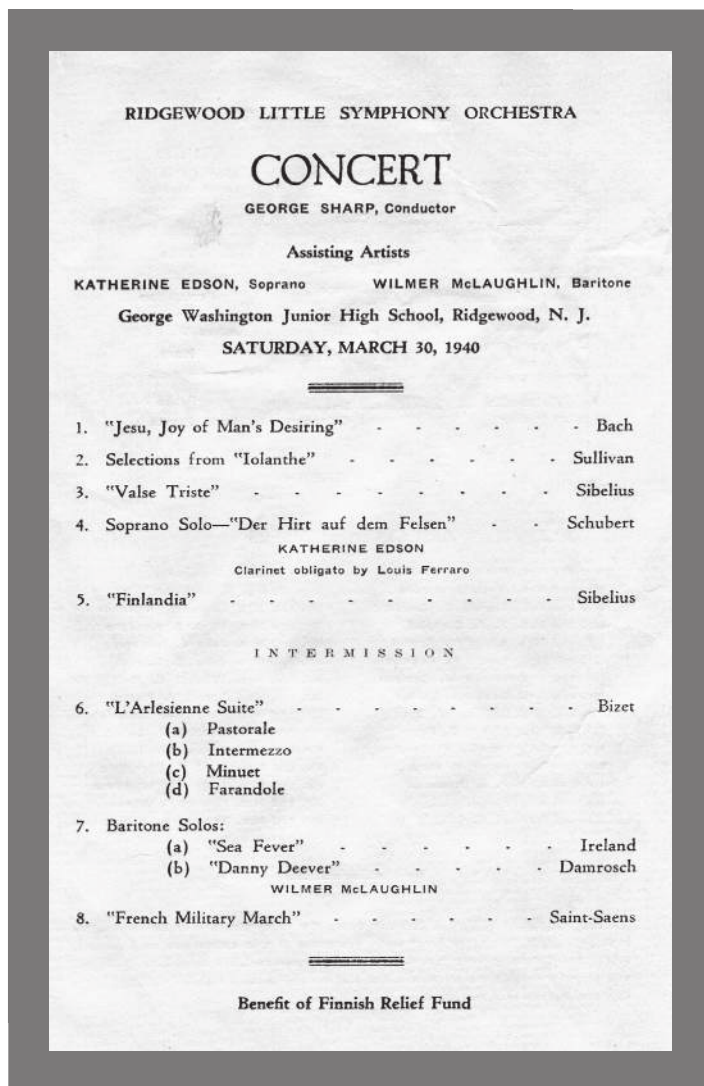 RIDGEWOOD LITTLE SYMPHONY ORCHESTRA
CONCERT
GEORGE SHARP, Conductor
Assisting Artists
KATHERINE EDSON, Soprano WILMER McLAUGHLIN, Baritone
George Washington Junior High School, Ridgewood, N. J.
SATURDAY, MARCH 30, 1940
1. "Jesu, Joy of Man's Desiring" - - - - - - Bach
2. Selections from "Iolanthe" - - - - - - Sullivan
3. "Valse Triste" - - - - - - - - Sibelius
4. Soprano Solo—"Der Hirt auf dem Felsen" - - Schubert
KATHERINE EDSON
Clarinet obligato by Louis Ferraro
5. "Finlandia" - - - - - - - - - Sibelius
INTERMISSION
6. "L'Arlesienne Suite" - - - - - - - - Bizet
(a) Pastorale
(b) Intermezzo
(c) Minuet
(d) Farandole
7. Baritone Solos:
(a) "Sea Fever" - - - - - - Ireland
(b) "Danny Deever" - - - - - Damrosch
WILMER McLAUGHLIN
8. "French Military March" - - - - - - Saint-Saens
Benefit of Finnish Relief Fund